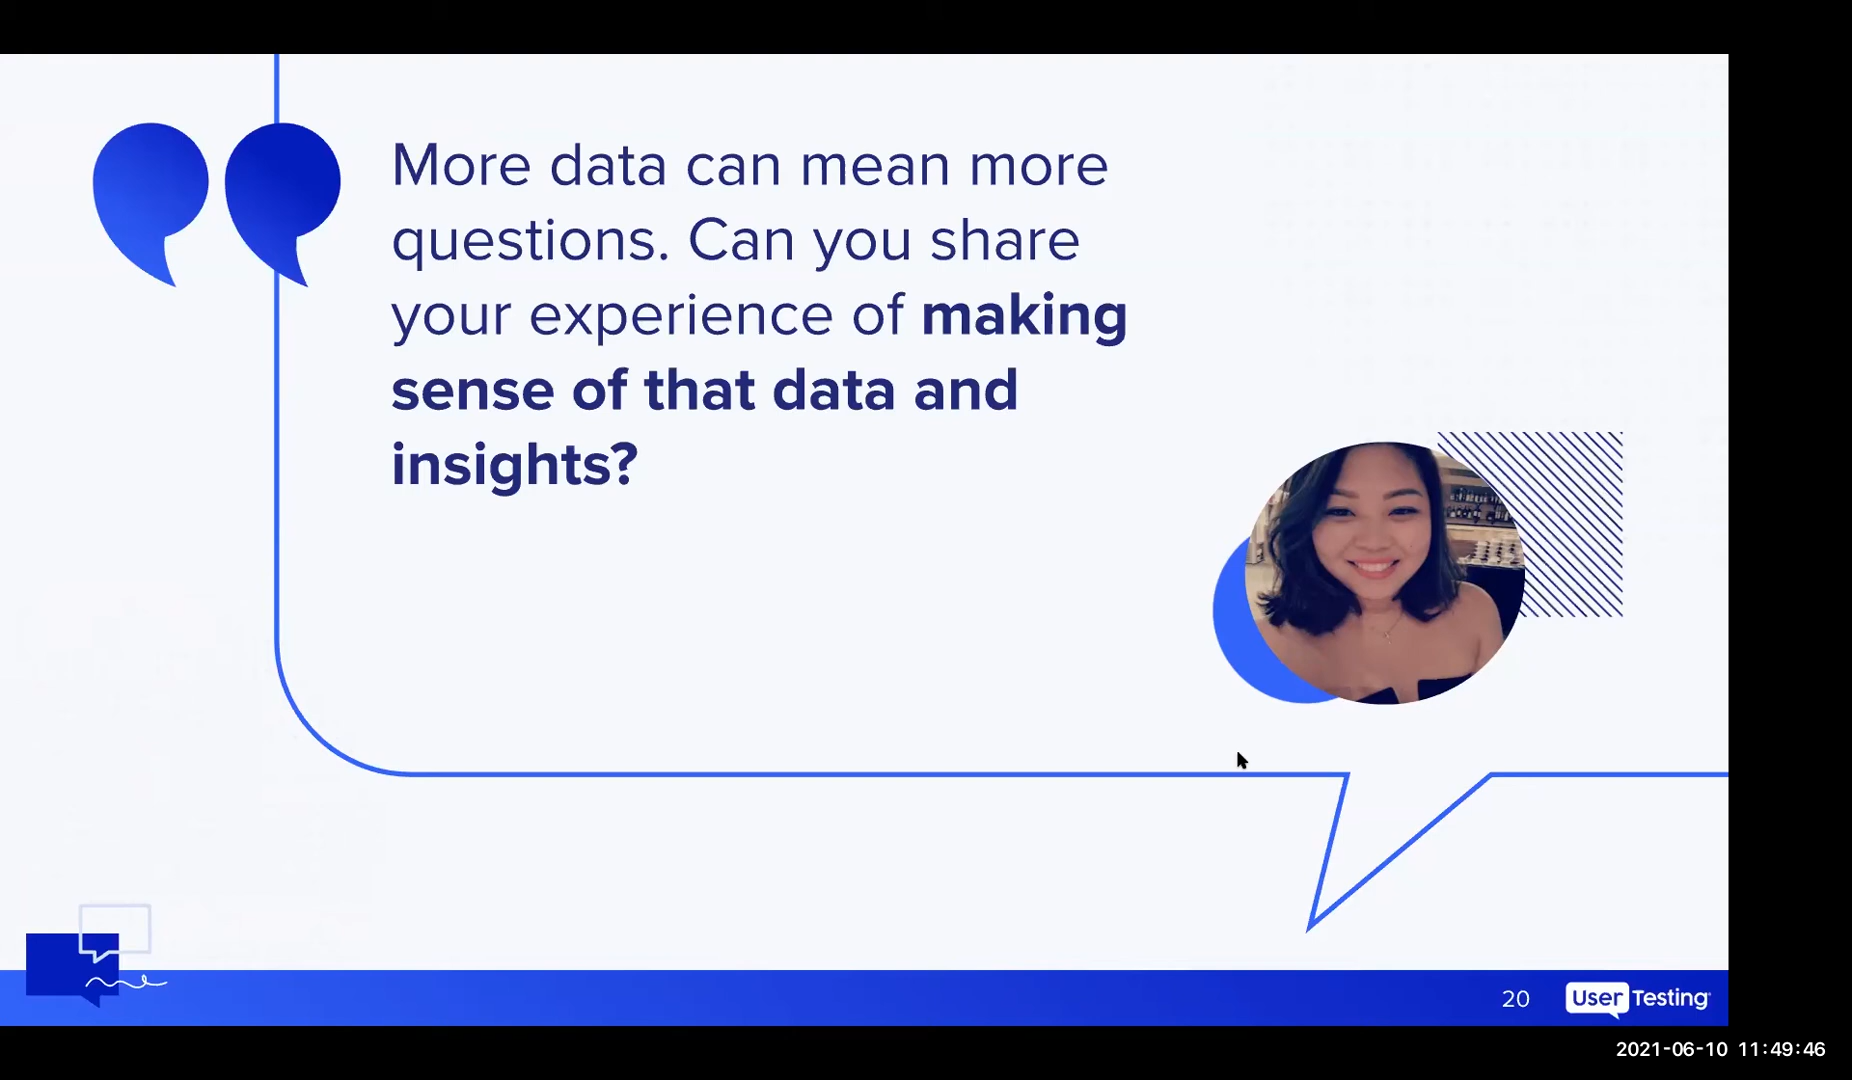 More data can mean more
questions. Can you share
your experience of making
sense of that data and
insights?
20
User Testing
2021-06-10 11:49:46